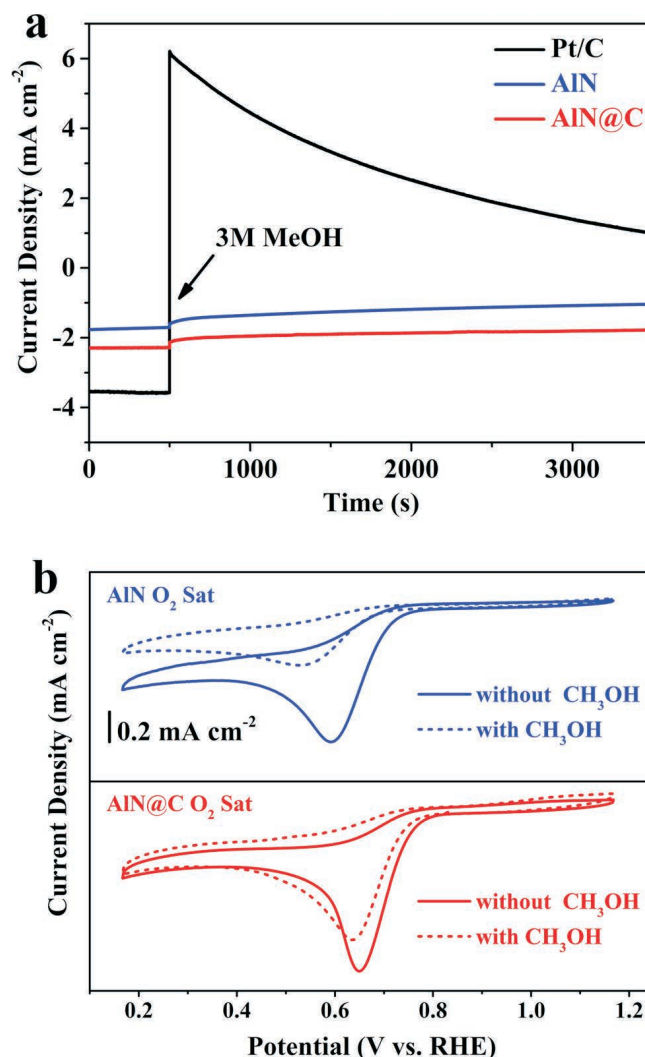 a
Pt/C
AlN
AlN@C
3M MeOH
6
4
2
0
-2
-4
Current Density (mA cm⁻²)
0 1000 2000 3000
Time (s)
b
AlN O₂ Sat
without CH₃OH
with CH₃OH
0.2 mA cm⁻²
AlN@C O₂ Sat
without CH₃OH
with CH₃OH
Current Density (mA cm⁻²)
0.2 0.4 0.6 0.8 1.0 1.2
Potential (V vs. RHE)